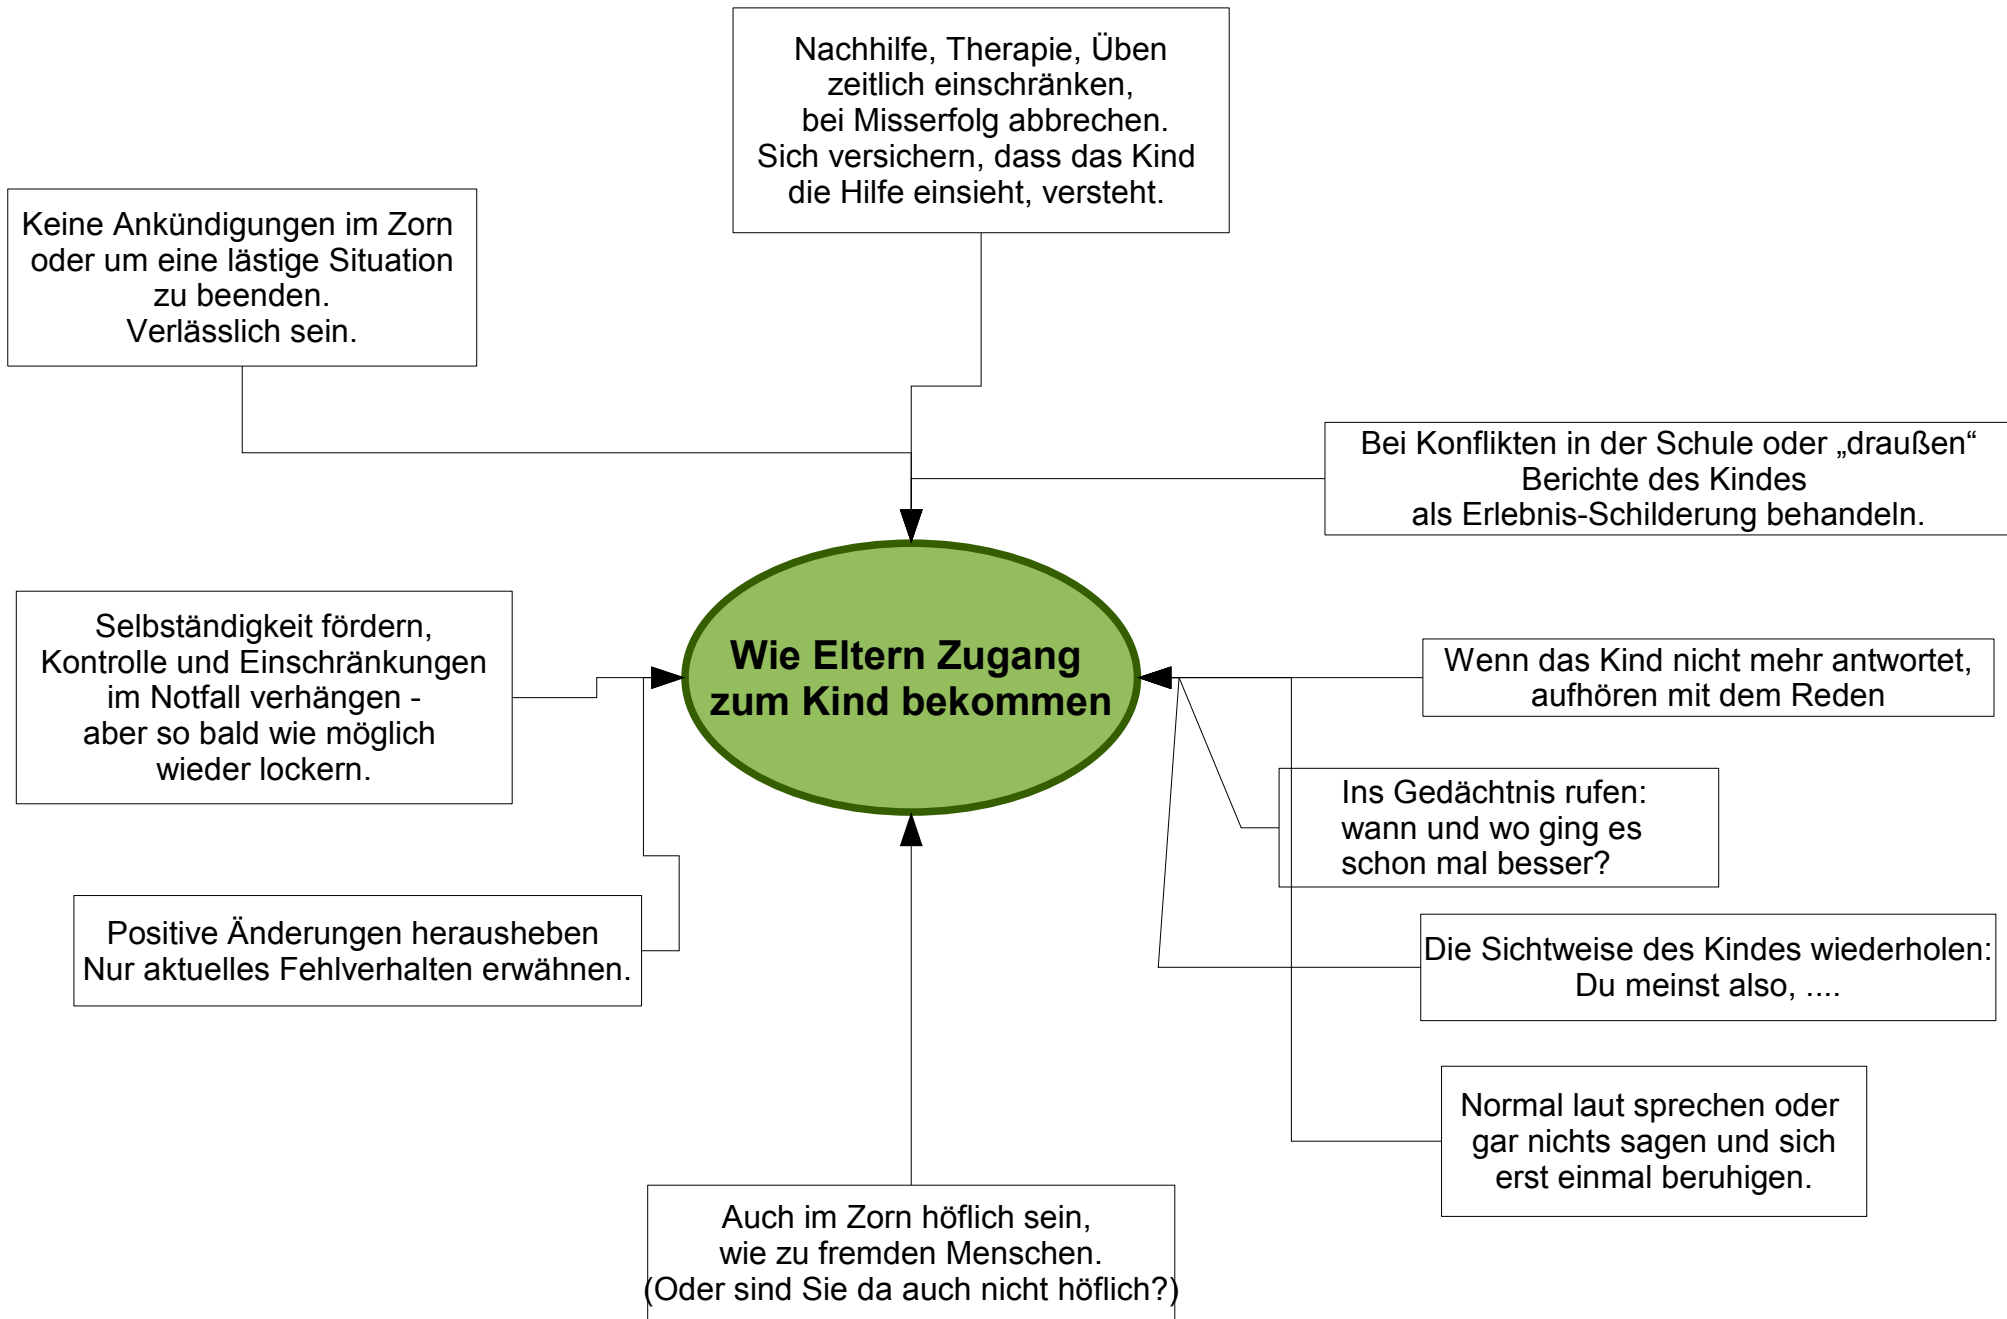 Nachhilfe, Therapie, Üben
zeitlich einschränken,
bei Misserfolg abbrechen.
Sich versichern, dass das Kind
die Hilfe einsieht, versteht.
Keine Ankündigungen im Zorn
oder um eine lästige Situation
zu beenden.
Verlässlich sein.
Bei Konflikten in der Schule oder „draußen“
Berichte des Kindes
als Erlebnis-Schilderung behandeln.
Selbständigkeit fördern,
Kontrolle und Einschränkungen
im Notfall verhängen -
aber so bald wie möglich
wieder lockern.
Wie Eltern Zugang
zum Kind bekommen
Wenn das Kind nicht mehr antwortet,
aufhören mit dem Reden
Ins Gedächtnis rufen:
wann und wo ging es
schon mal besser?
Positive Änderungen herausheben
Nur aktuelles Fehlverhalten erwähnen.
Die Sichtweise des Kindes wiederholen:
Du meinst also, ....
Normal laut sprechen oder
gar nichts sagen und sich
erst einmal beruhigen.
Auch im Zorn höflich sein,
wie zu fremden Menschen.
(Oder sind Sie da auch nicht höflich?)